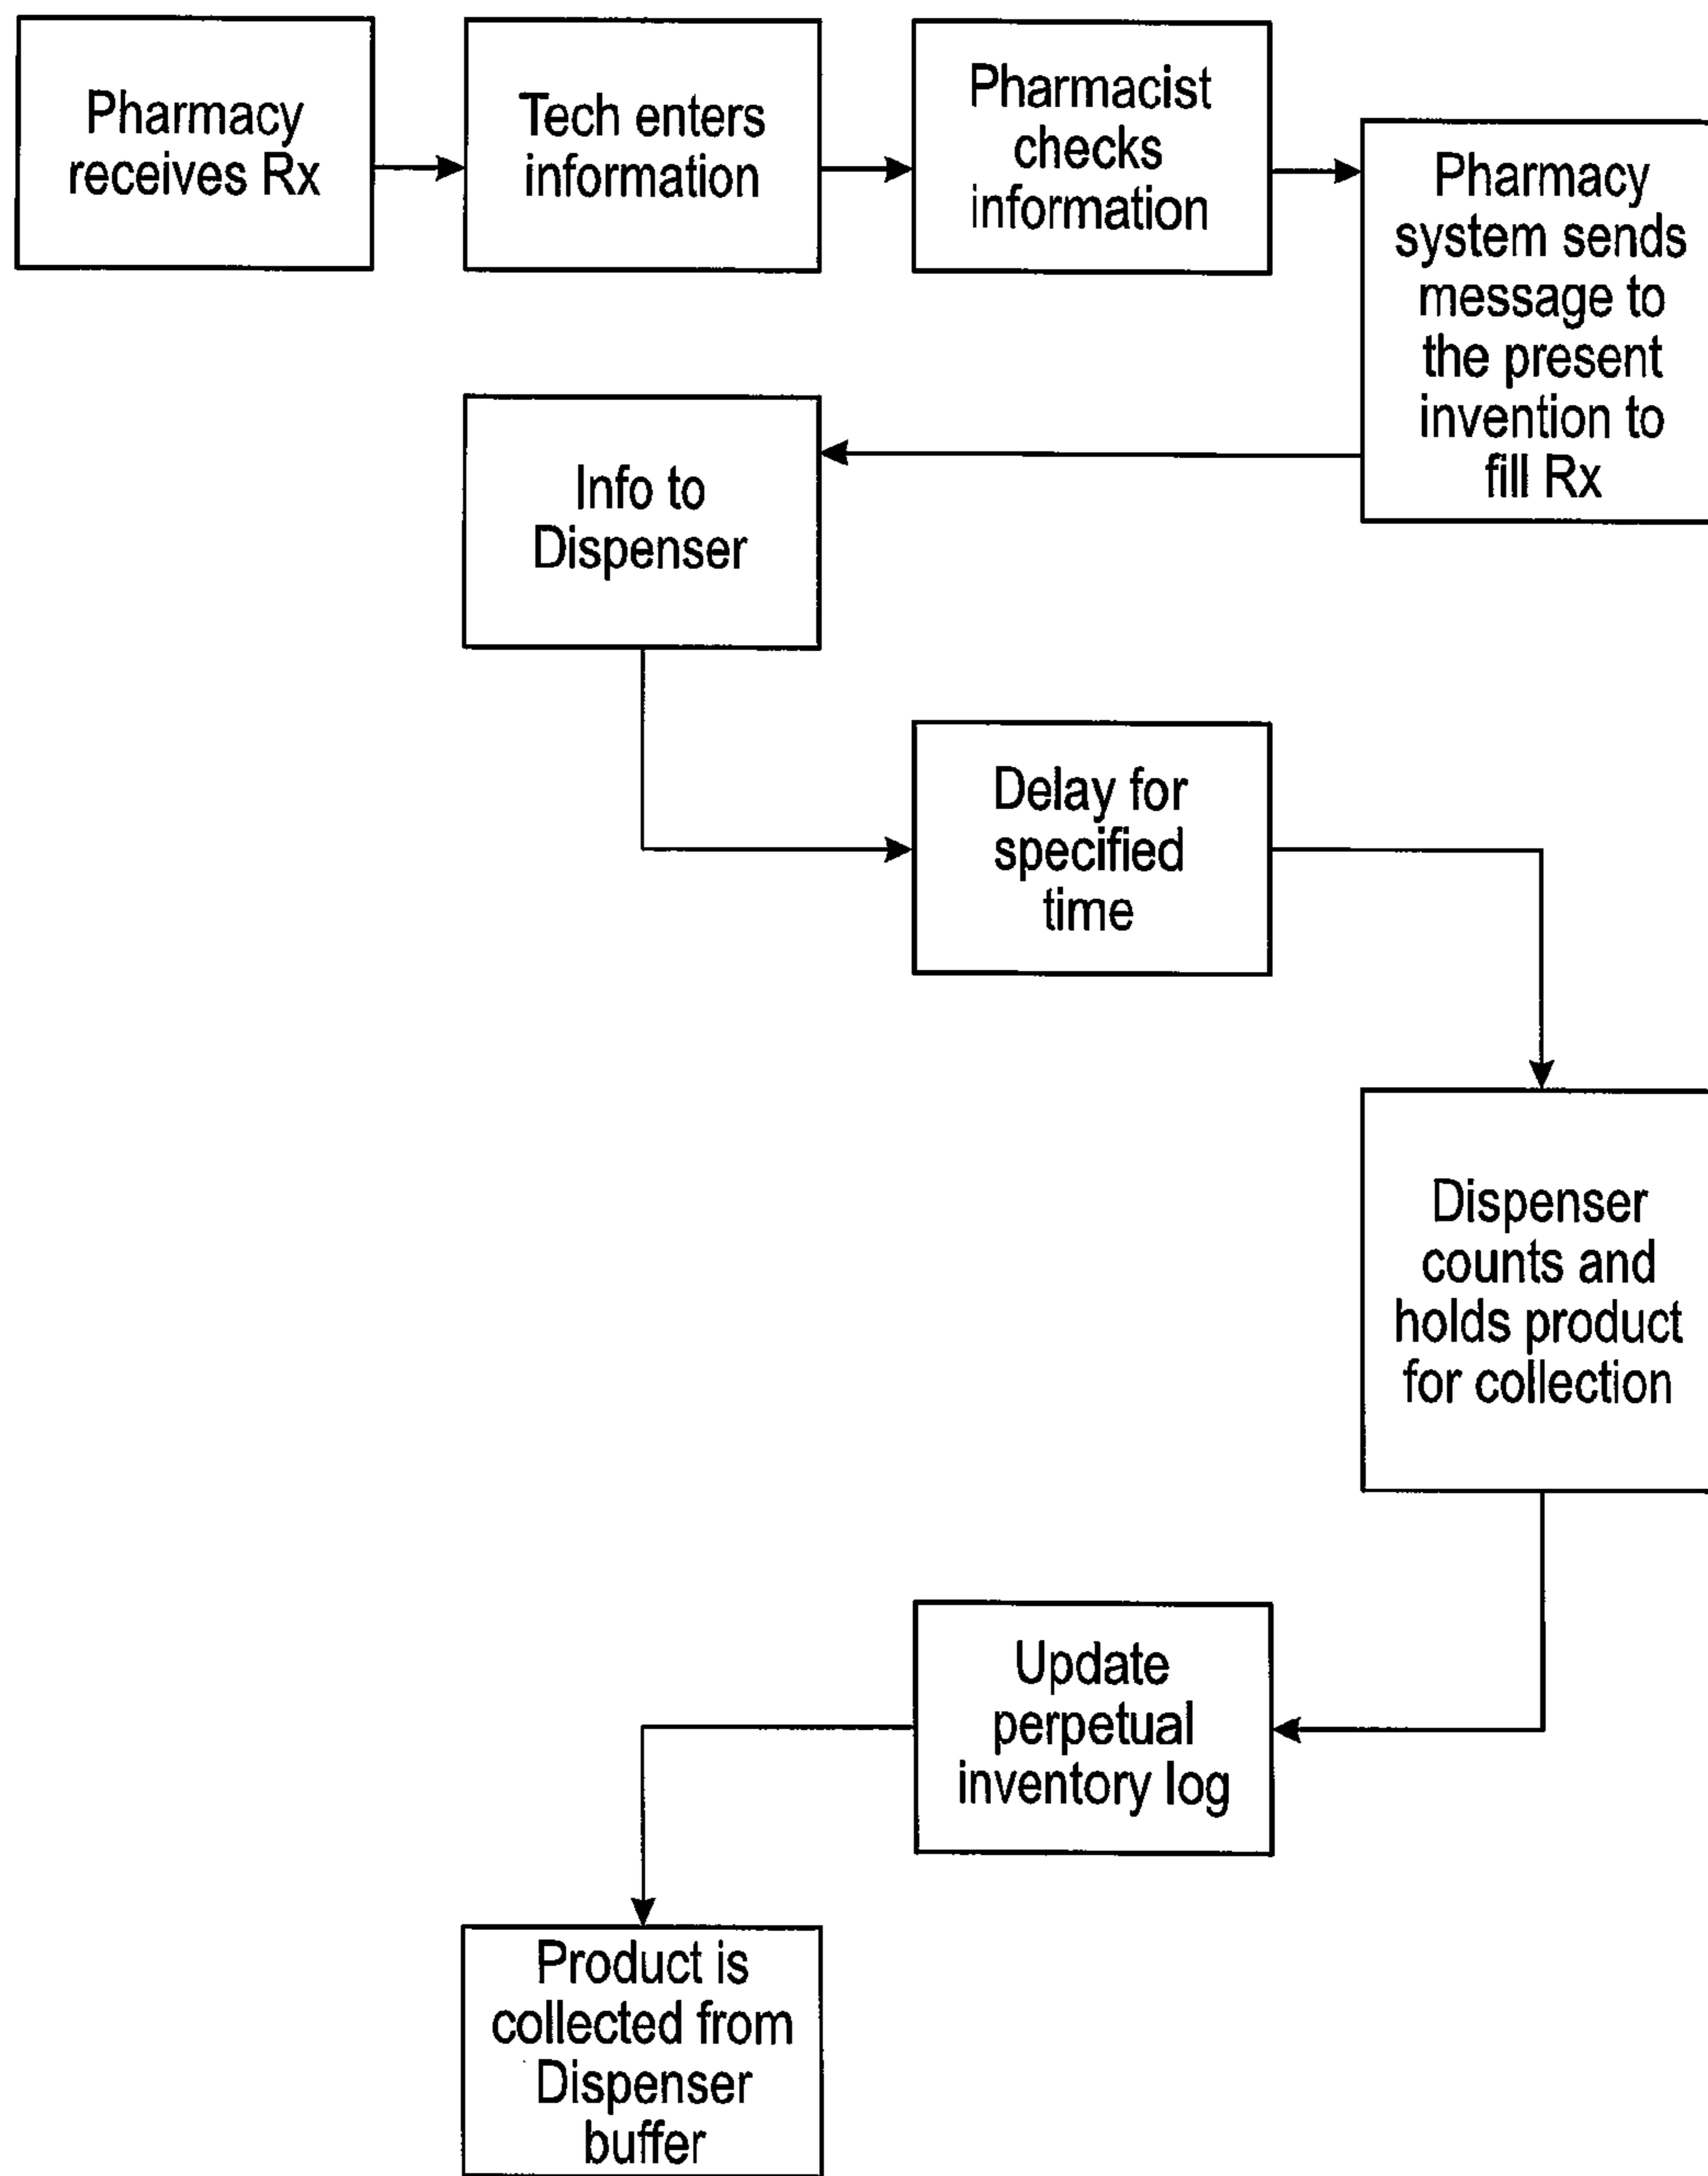 Pharmacy
receives Rx
Tech enters
information
Pharmacist
checks
information
Pharmacy
system sends
message to
the present
invention to
fill Rx
Info to
Dispenser
Delay for
specified
time
Dispenser
counts and
holds product
for collection
Update
perpetual
inventory log
Product is
collected from
Dispenser
buffer